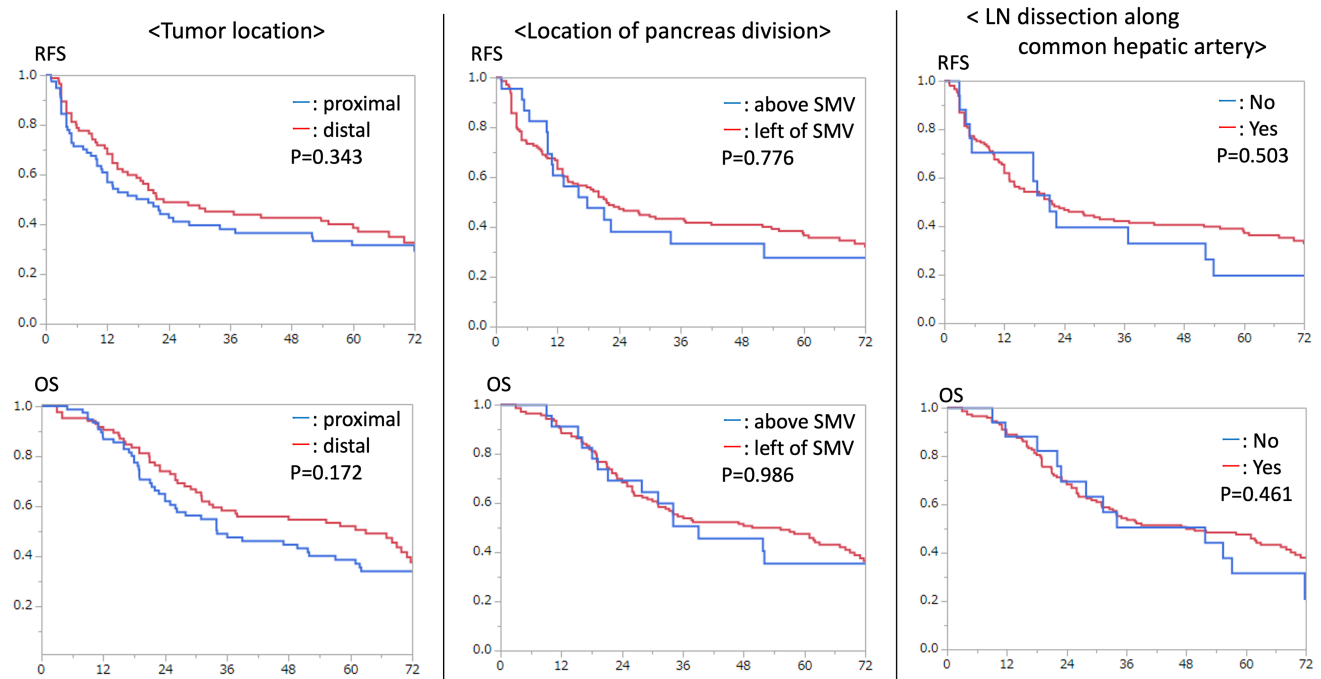 <Tumor location>
RFS
1.0
0.8
0.6
0.4
0.2
0.0
0 12 24 36 48 60 72
: proximal
: distal
P=0.343
OS
1.0
0.8
0.6
0.4
0.2
0 12 24 36 48 60 72
: proximal
: distal
P=0.172
<Location of pancreas division>
RFS
1.0
0.8
0.6
0.4
0.2
0.0
0 12 24 36 48 60 72
: above SMV
: left of SMV
P=0.776
OS
1.0
0.8
0.6
0.4
0.2
0.0
0 12 24 36 48 60 72
: above SMV
: left of SMV
P=0.986
< LN dissection along
common hepatic artery>
RFS
1.0
0.8
0.6
0.4
0.2
0.0
0 12 24 36 48 60 72
: No
: Yes
P=0.503
OS
1.0
0.8
0.6
0.4
0.2
0.0
0 12 24 36 48 60 72
: No
: Yes
P=0.461